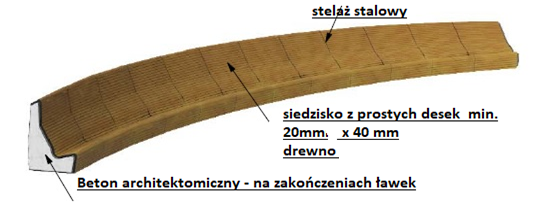 stelaż stalowy
siedzisko z prostych desek min.
20mm. x 40 mm
drewno
Beton architektomiczny - na zakończeniach ławek